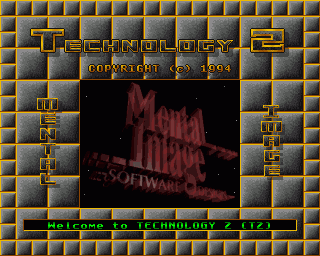 TECHNOLOGY 2
COPYRIGHT (c) 1994
MENTAL
IMAGE
Mental
Image
SOFTWARE
Welcome to TECHNOLOGY 2 (T2)